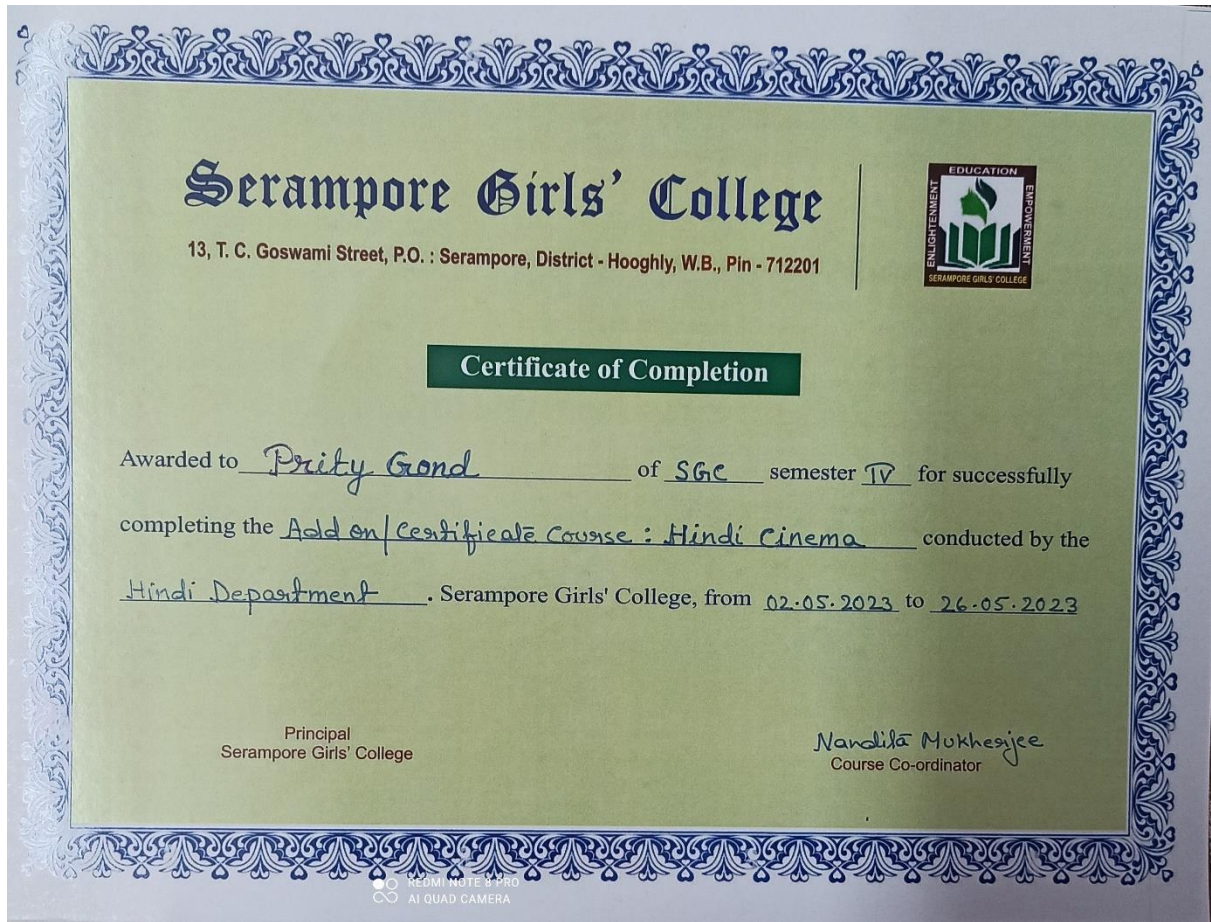 Serampore Girls' College
13, T. C. Goswami Street, P.O. : Serampore, District - Hooghly, W.B., Pin - 712201
EDUCATION
ENLIGHTENMENT
EMPOWERMENT
SERAMPORE GIRLS' COLLEGE
Certificate of Completion
Awarded to Prity Gond of SGC semester IV for successfully
completing the Add on/Certificate Course : Hindi Cinema conducted by the
Hindi Department . Serampore Girls' College, from 02.05.2023 to 26.05.2023
Principal
Serampore Girls' College
Nandita Mukherjee
Course Co-ordinator
REDMI NOTE 8 PRO
AI QUAD CAMERA